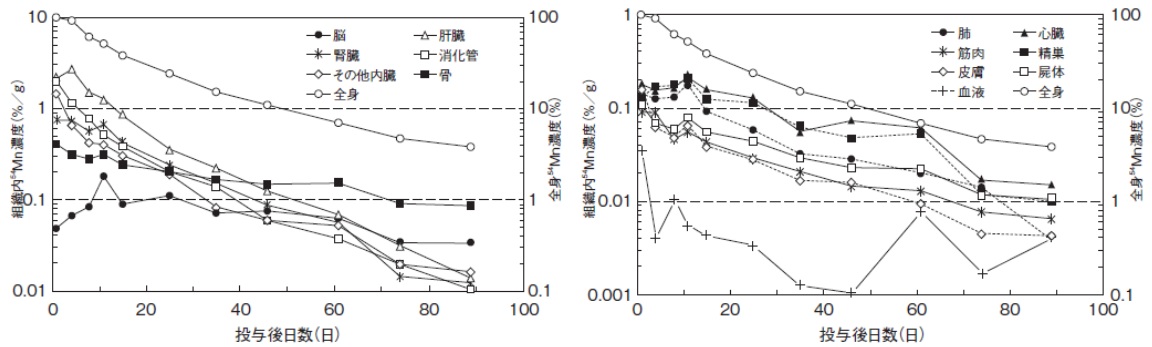 10
1
0.1
0.01
組織内⁵⁴Mn濃度(%/g)
100
10
1
0.1
全身⁵⁴Mn濃度(%)
脳
肝臓
腎臓
消化管
その他内臓
骨
全身
0 20 40 60 80 100
投与後日数(日)
1
0.1
0.01
0.001
組織内⁵⁴Mn濃度(%/g)
100
10
1
0.1
全身⁵⁴Mn濃度(%)
肺
心臓
筋肉
精巣
皮膚
屍体
血液
全身
0 20 40 60 80 100
投与後日数(日)